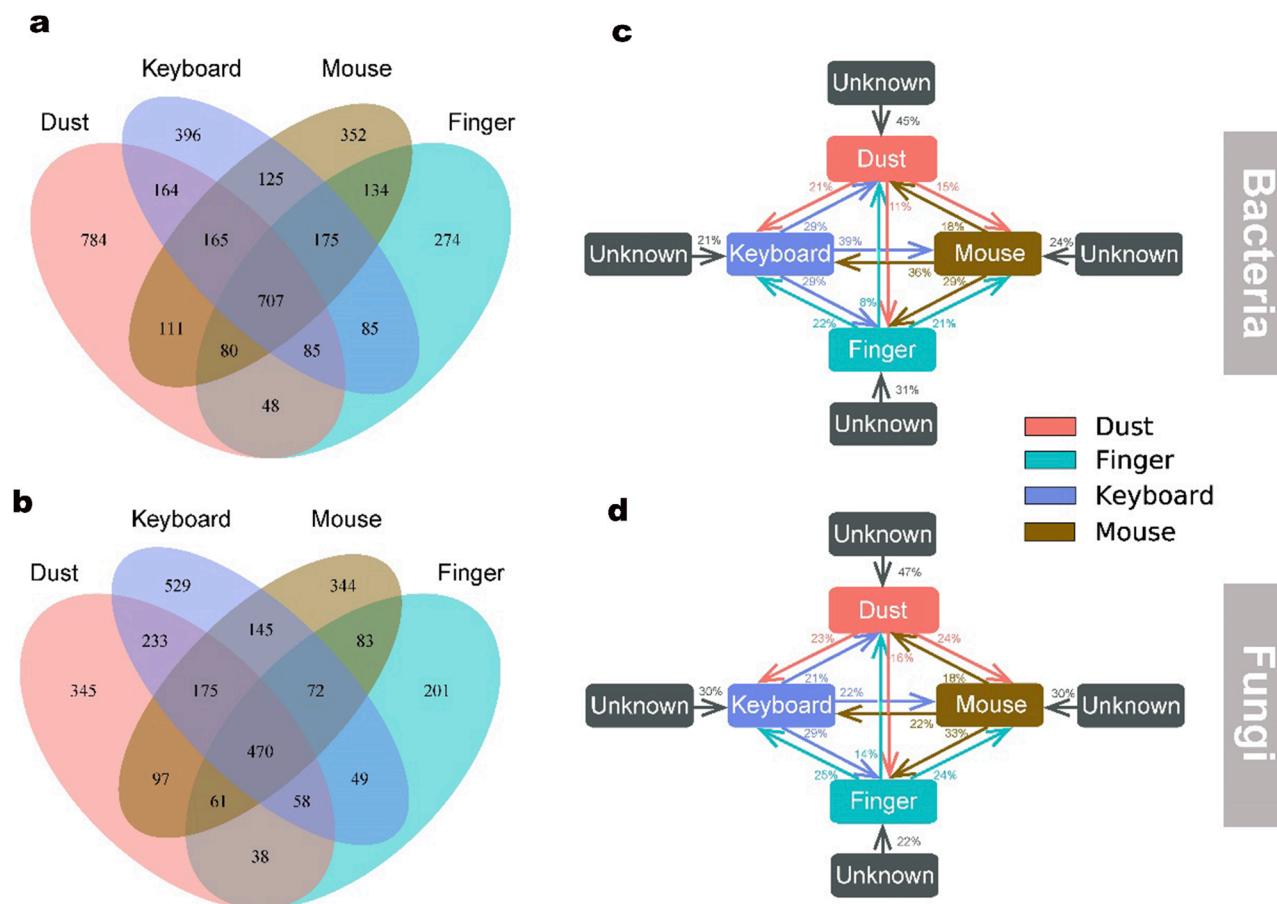 a
Keyboard
Mouse
Dust
Finger
396
352
164
125
134
784
165
175
274
707
111
80
85
85
48
b
Keyboard
Mouse
Dust
Finger
529
344
233
145
83
345
175
72
201
470
97
61
58
49
38
c
Unknown
45%
Dust
21%
15%
11%
29%
18%
Unknown
21%
Keyboard
39%
Mouse
24%
Unknown
36%
29%
29%
8%
22%
21%
Finger
31%
Unknown
Bacteria
Dust
Finger
Keyboard
Mouse
d
Unknown
47%
Dust
23%
24%
16%
21%
18%
Unknown
30%
Keyboard
22%
Mouse
30%
Unknown
22%
29%
33%
14%
25%
24%
Finger
22%
Unknown
Fungi